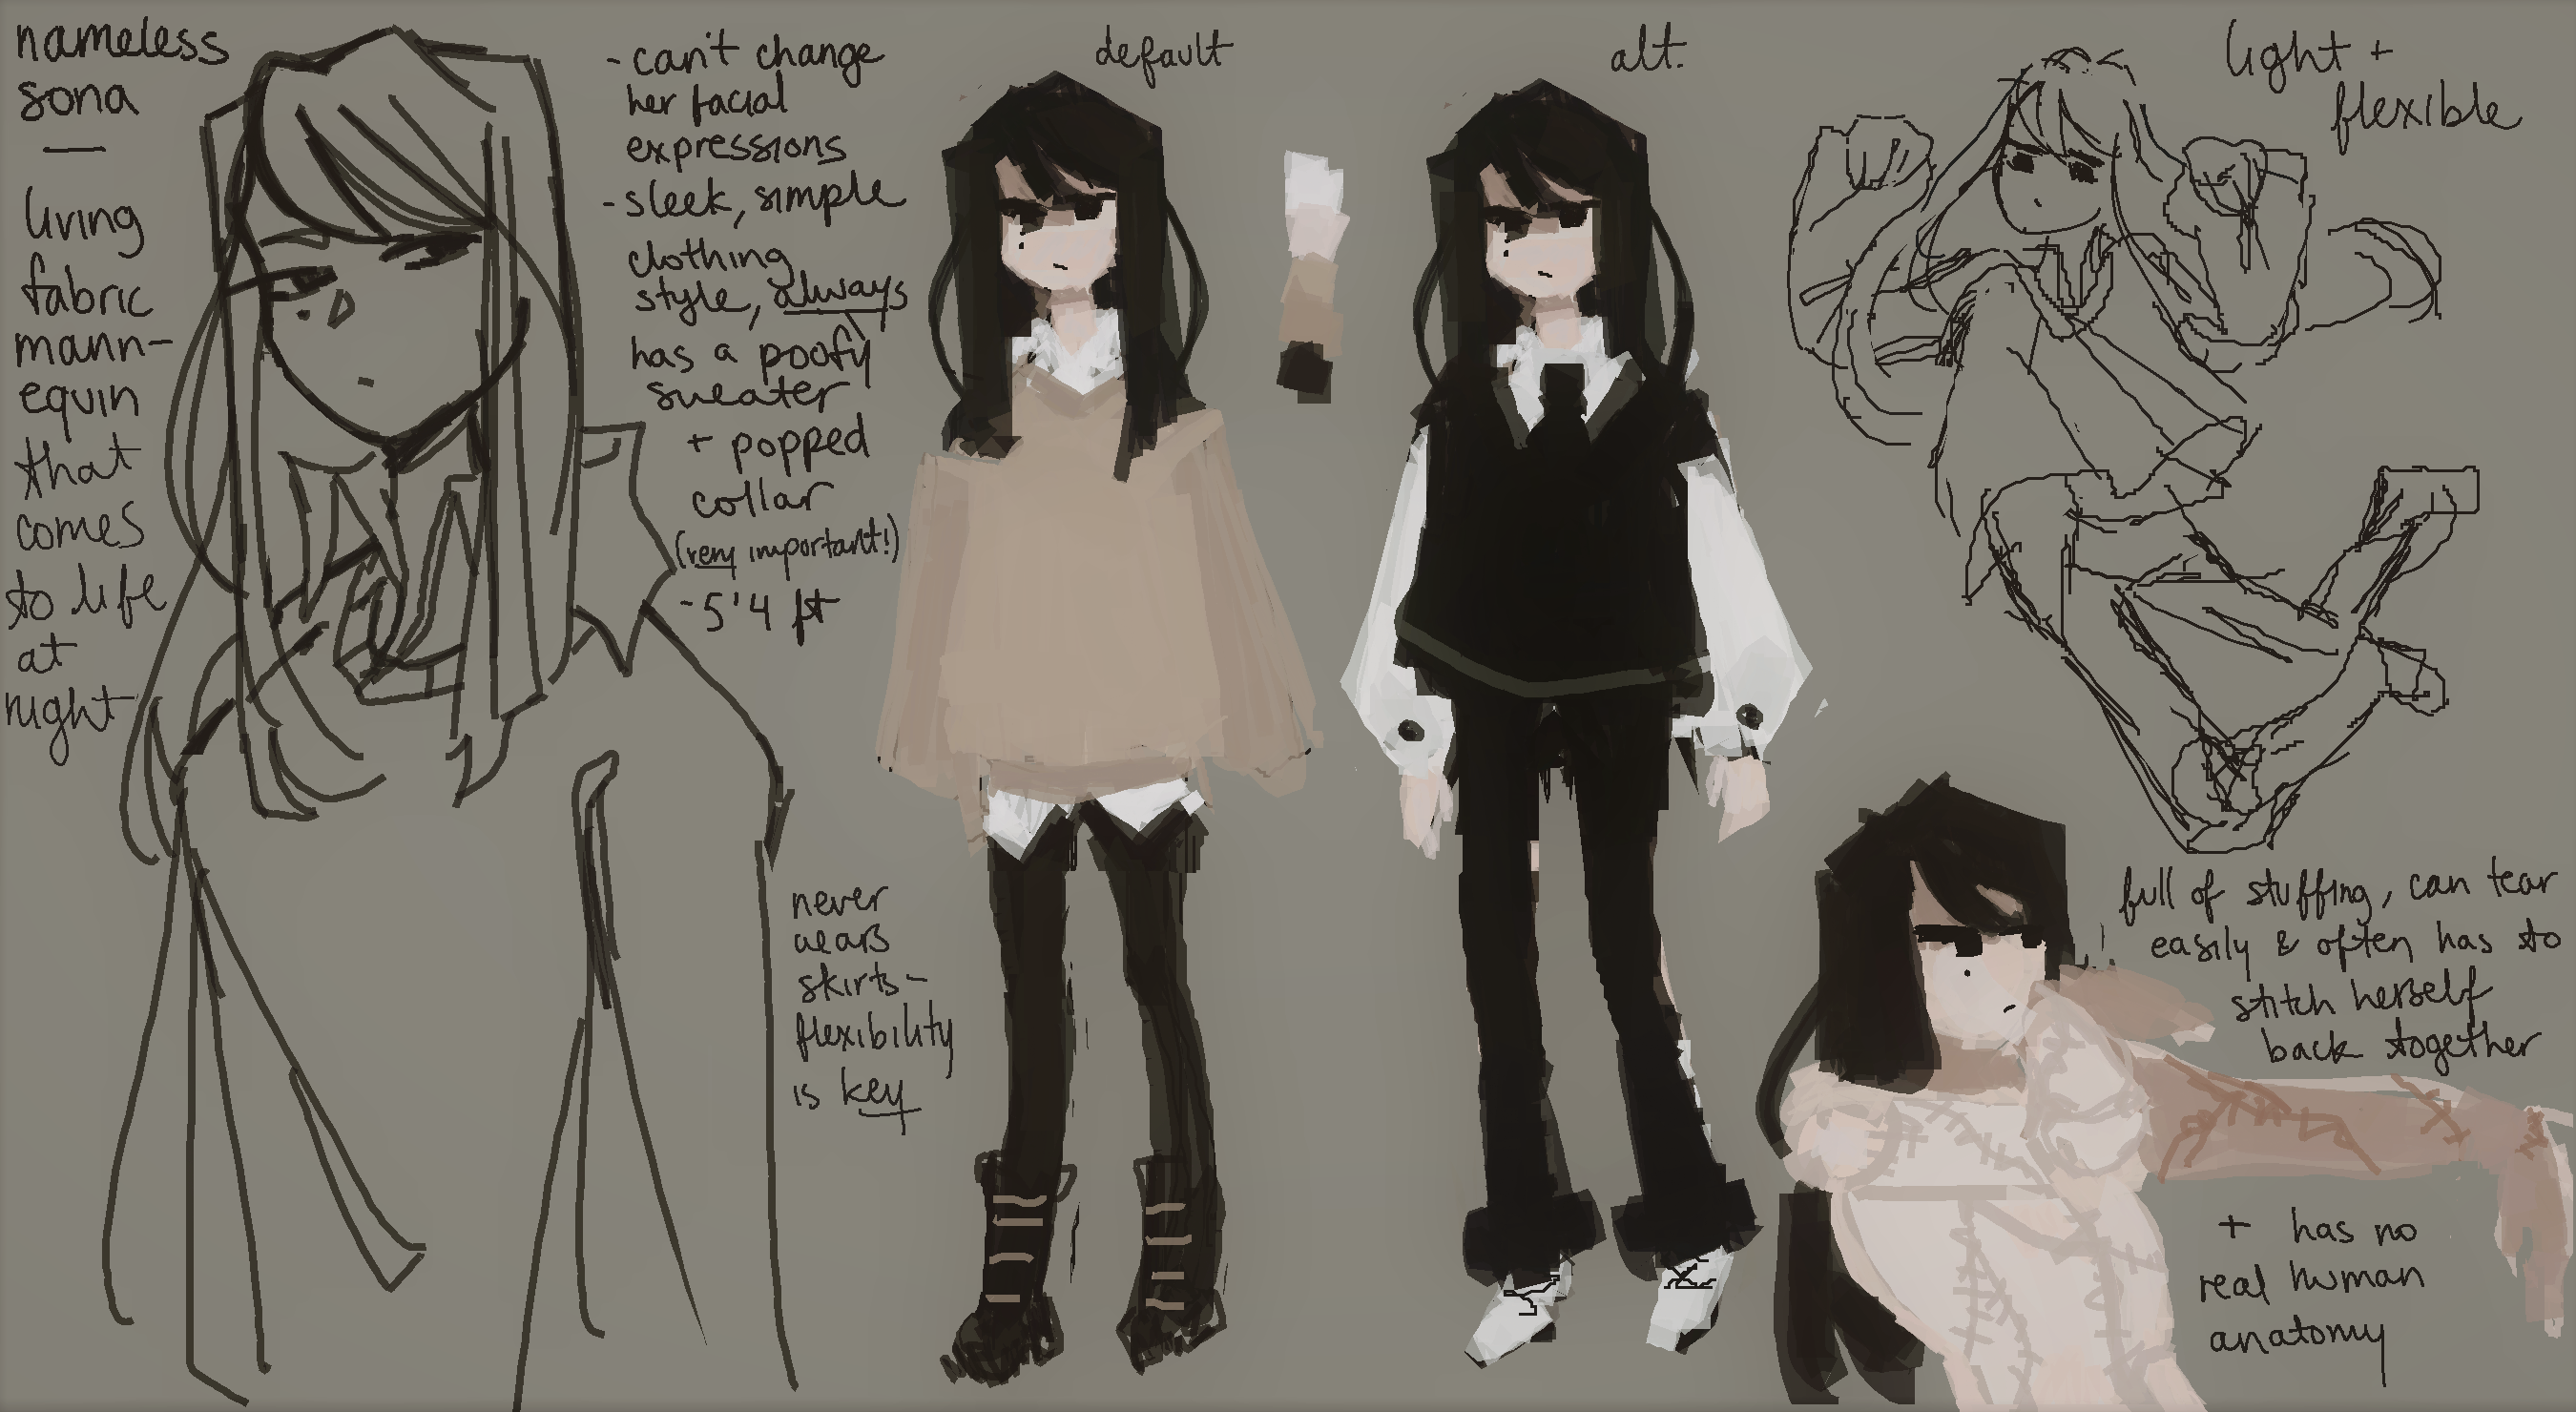 nameless
sona
—
living
fabric
mann-
equin
that
comes
to life
at
night
- can't change
her facial
expressions
- sleek, simple
clothing
style, always
has a poofy
sweater
+ popped
collar
(very important!)
- 5'4 ft
never
wears
skirts-
flexibility
is key
default
alt.
light +
flexible
full of stuffing, can tear
easily & often has to
stitch herself
back together
+ has no
real human
anatomy